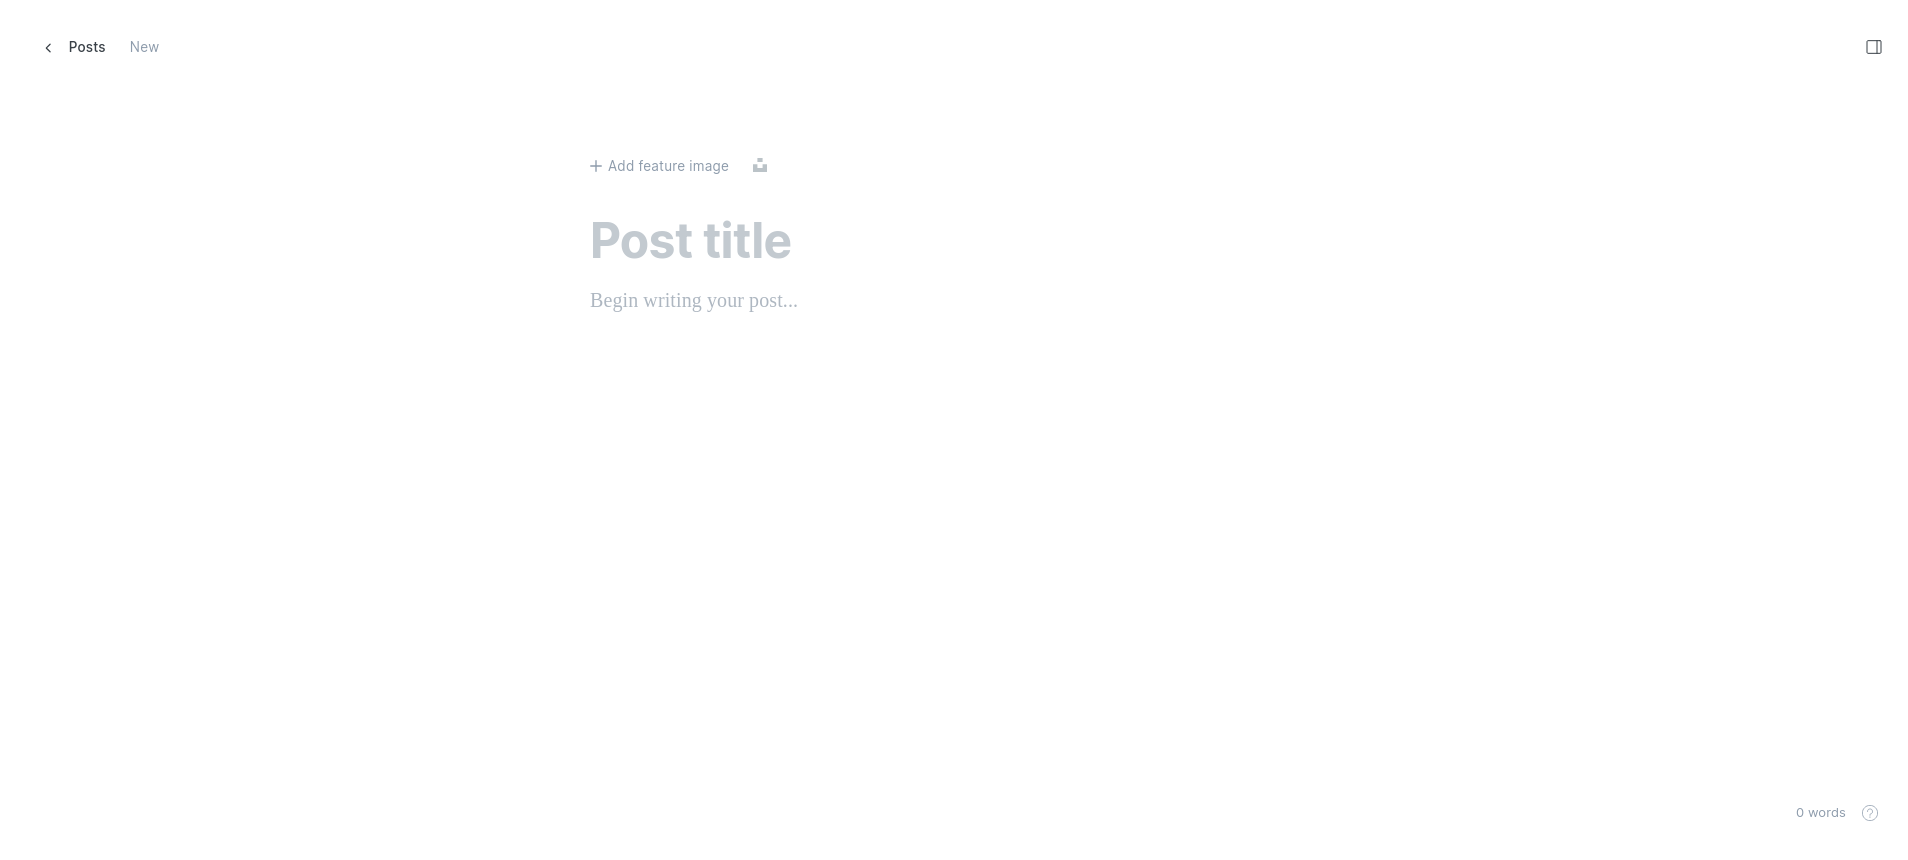 Posts New
Add feature image
Post title
Begin writing your post...
0 words